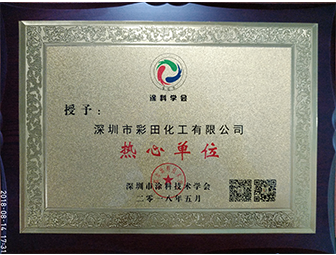 涂料学会
授予：
深圳市彩田化工有限公司
热心单位
深圳市涂料技术学会
二〇一八年五月
2018-08-14 17:31